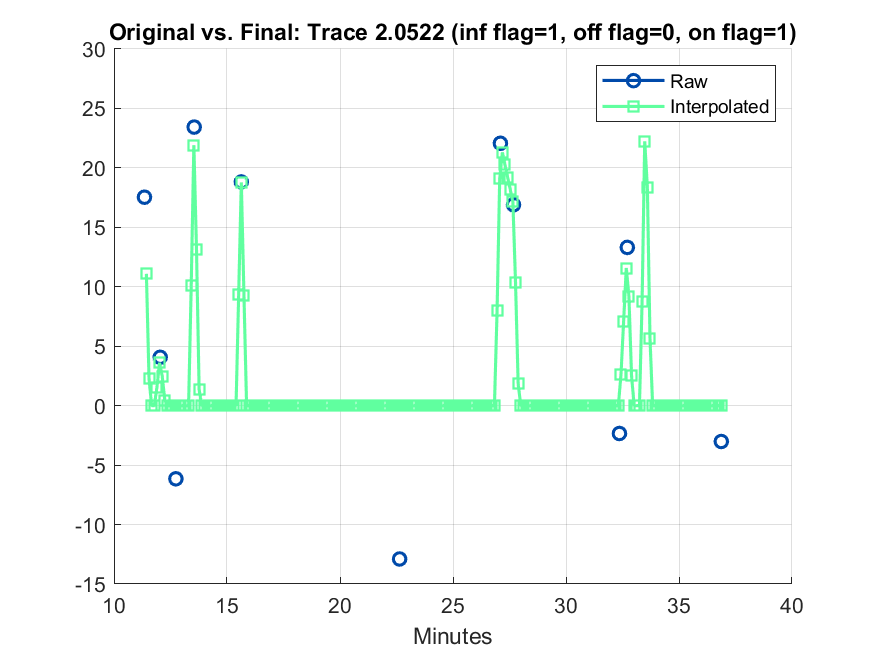 Original vs. Final: Trace 2.0522 (inf flag=1, off flag=0, on flag=1)
30
25
20
15
10
5
0
-5
-10
-15
Raw
Interpolated
10 15 20 25 30 35 40
Minutes